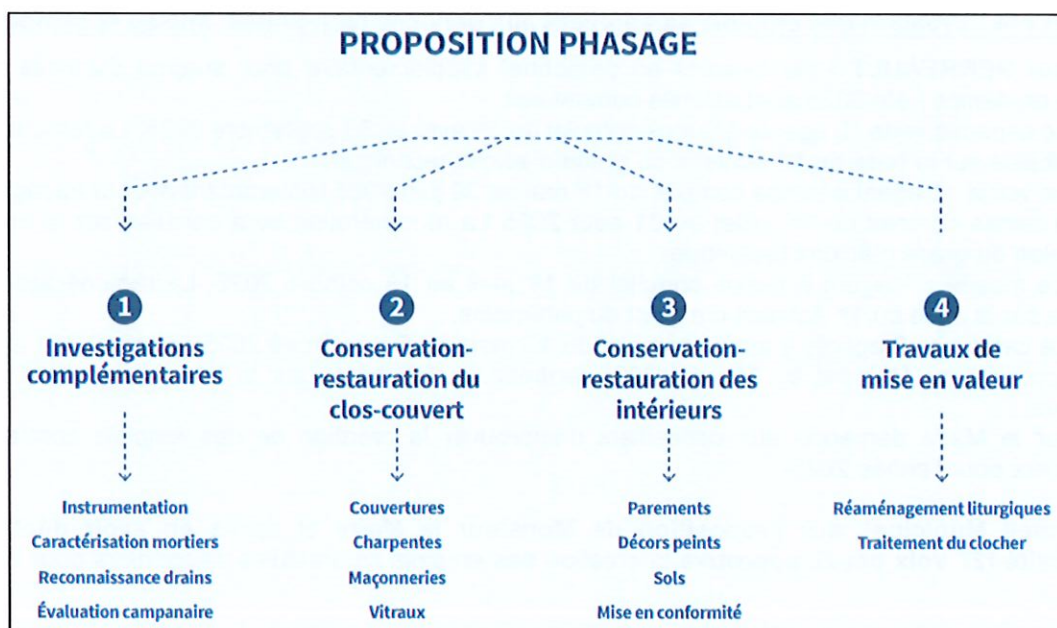 PROPOSITION PHASAGE
1
Investigations
complémentaires
Instrumentation
Caractérisation mortiers
Reconnaissance drains
Évaluation campanaire
2
Conservation-
restauration du
clos-couvert
Couvertures
Charpentes
Maçonneries
Vitraux
3
Conservation-
restauration des
intérieurs
Parements
Décors peints
Sols
Mise en conformité
4
Travaux de
mise en valeur
Réaménagement liturgiques
Traitement du clocher